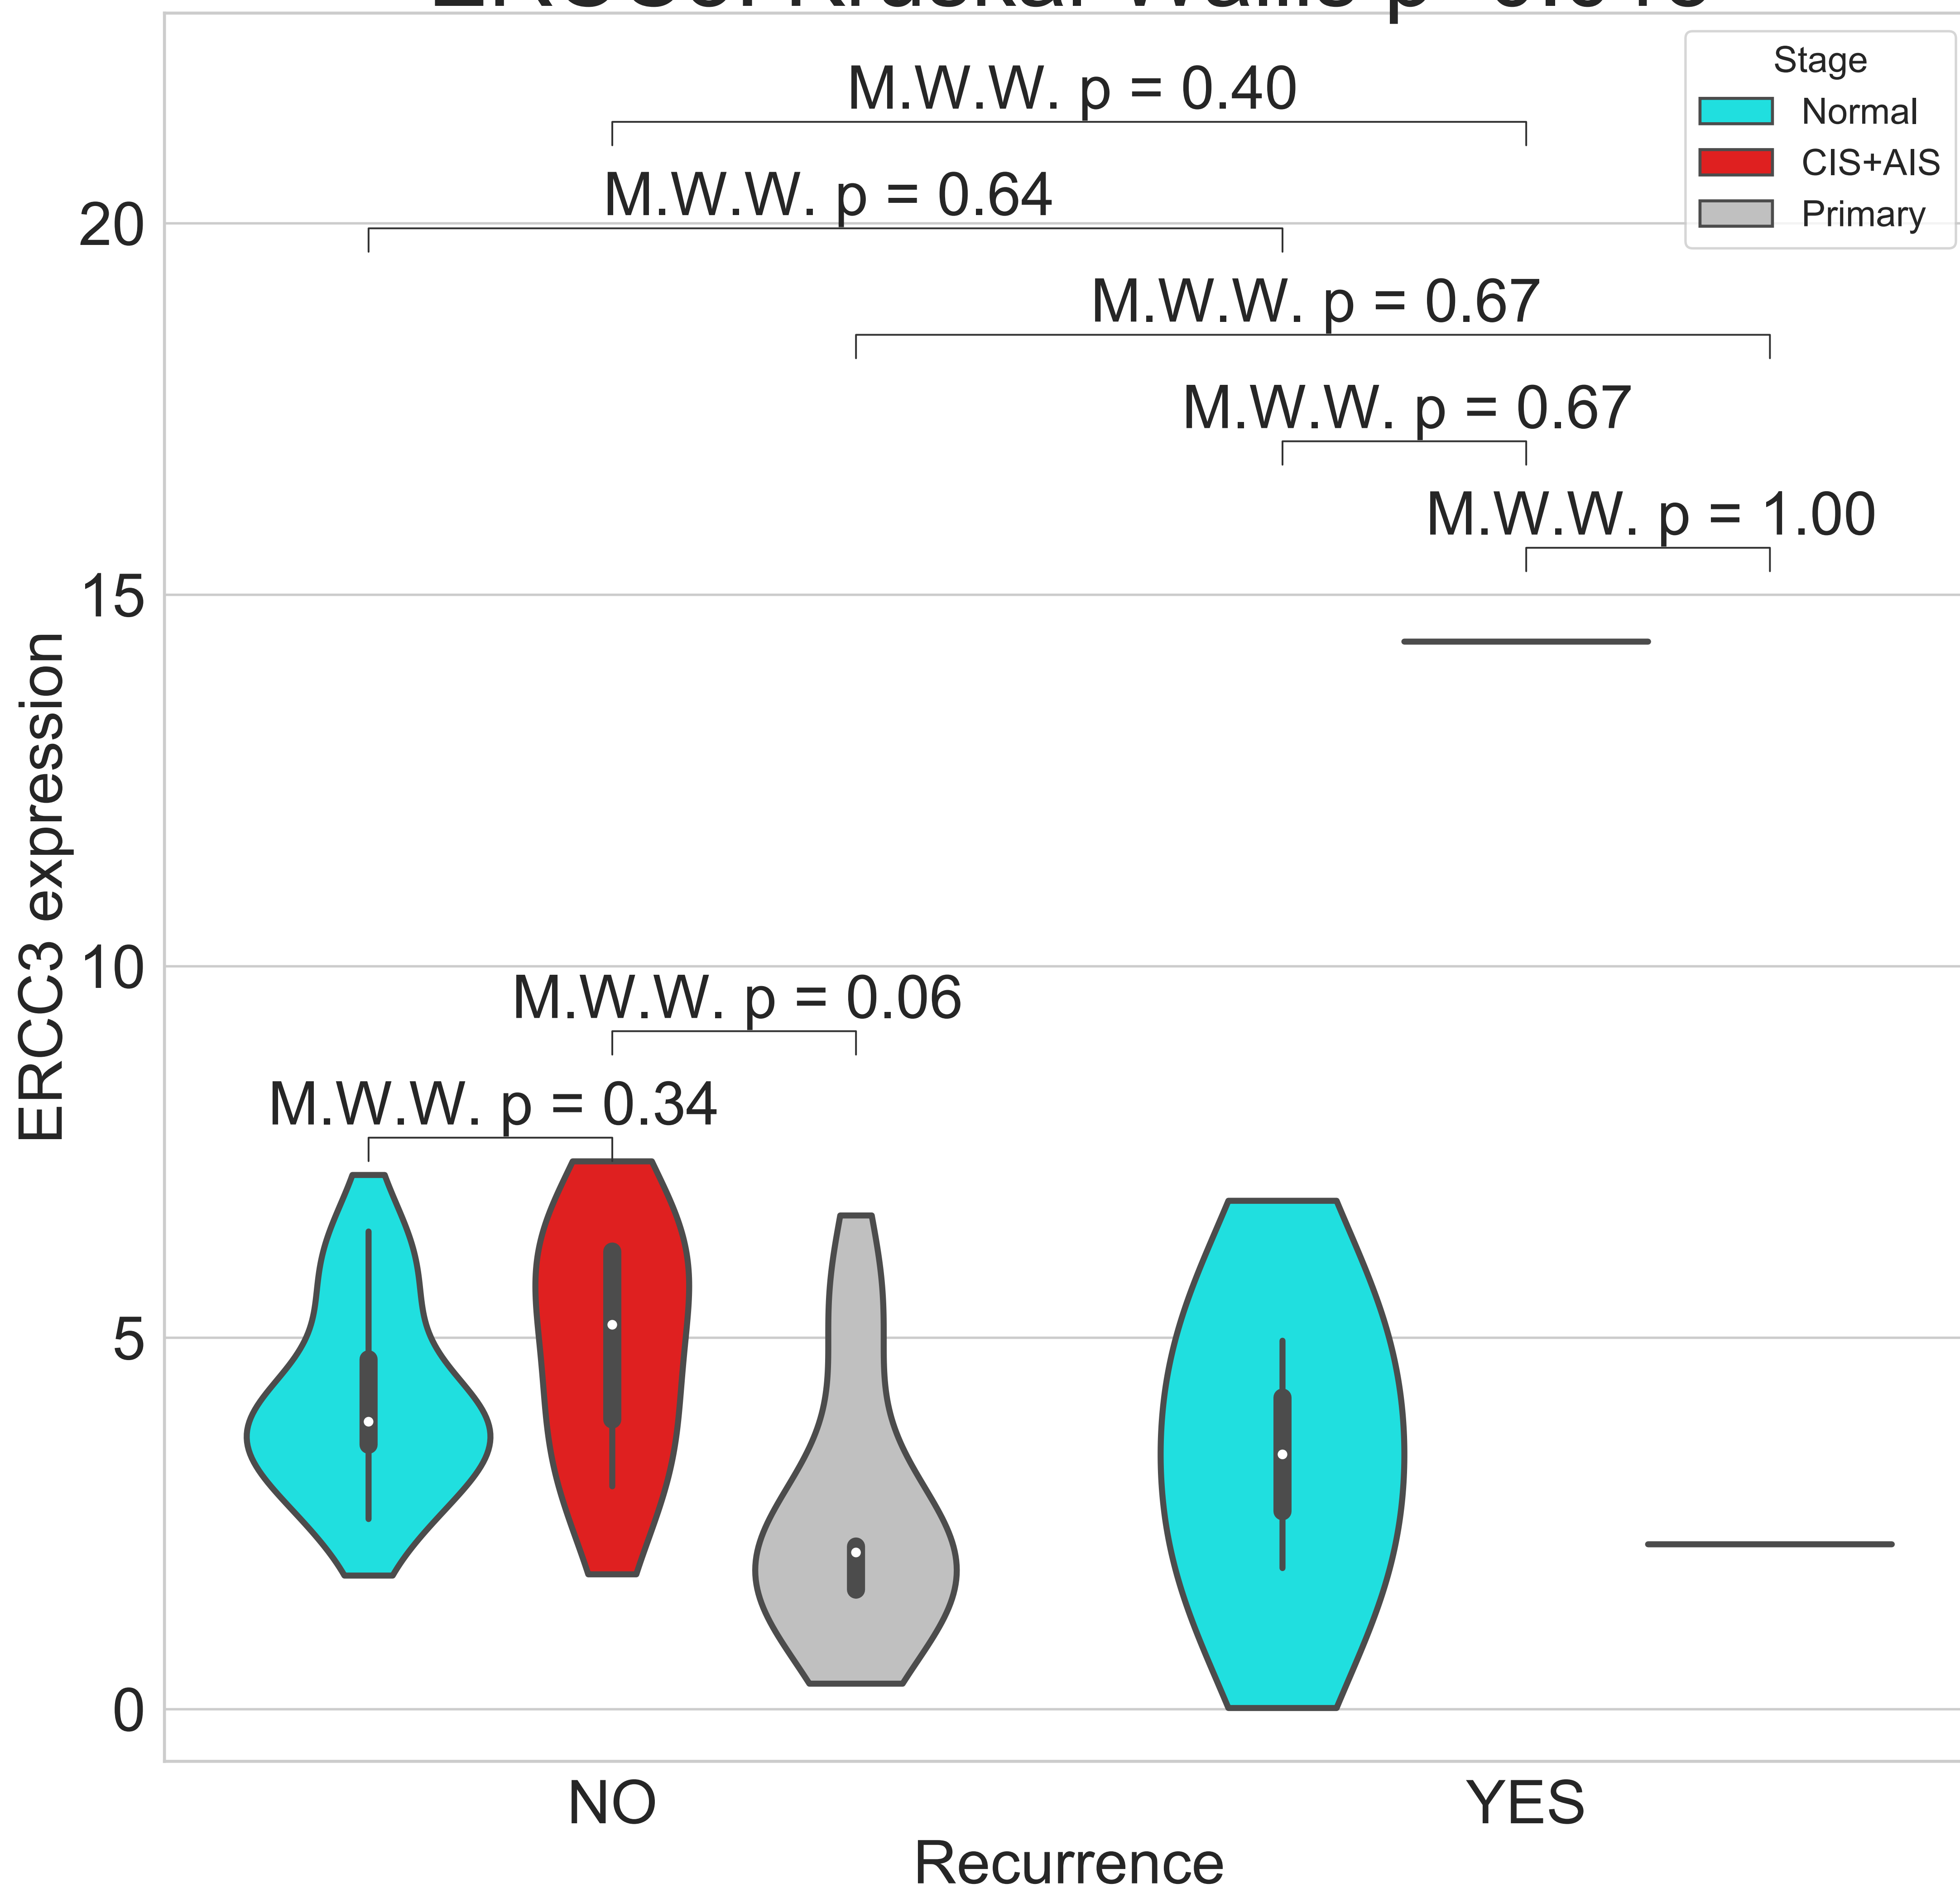 M.W.W. p = 0.40
M.W.W. p = 0.64
M.W.W. p = 0.67
M.W.W. p = 0.67
M.W.W. p = 1.00
M.W.W. p = 0.06
M.W.W. p = 0.34
Stage
Normal
CIS+AIS
Primary
20
15
10
5
0
ERCC3 expression
NO
YES
Recurrence